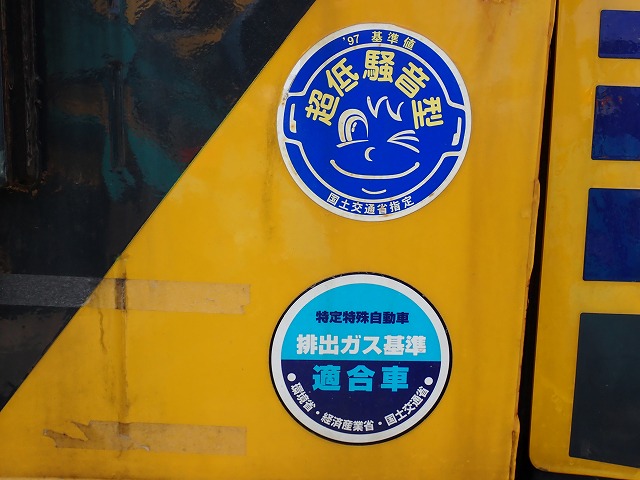 '97 基準値
超低騒音型
国土交通省指定
特定特殊自動車
排出ガス基準
適合車
●環境省・経済産業省・国土交通省●